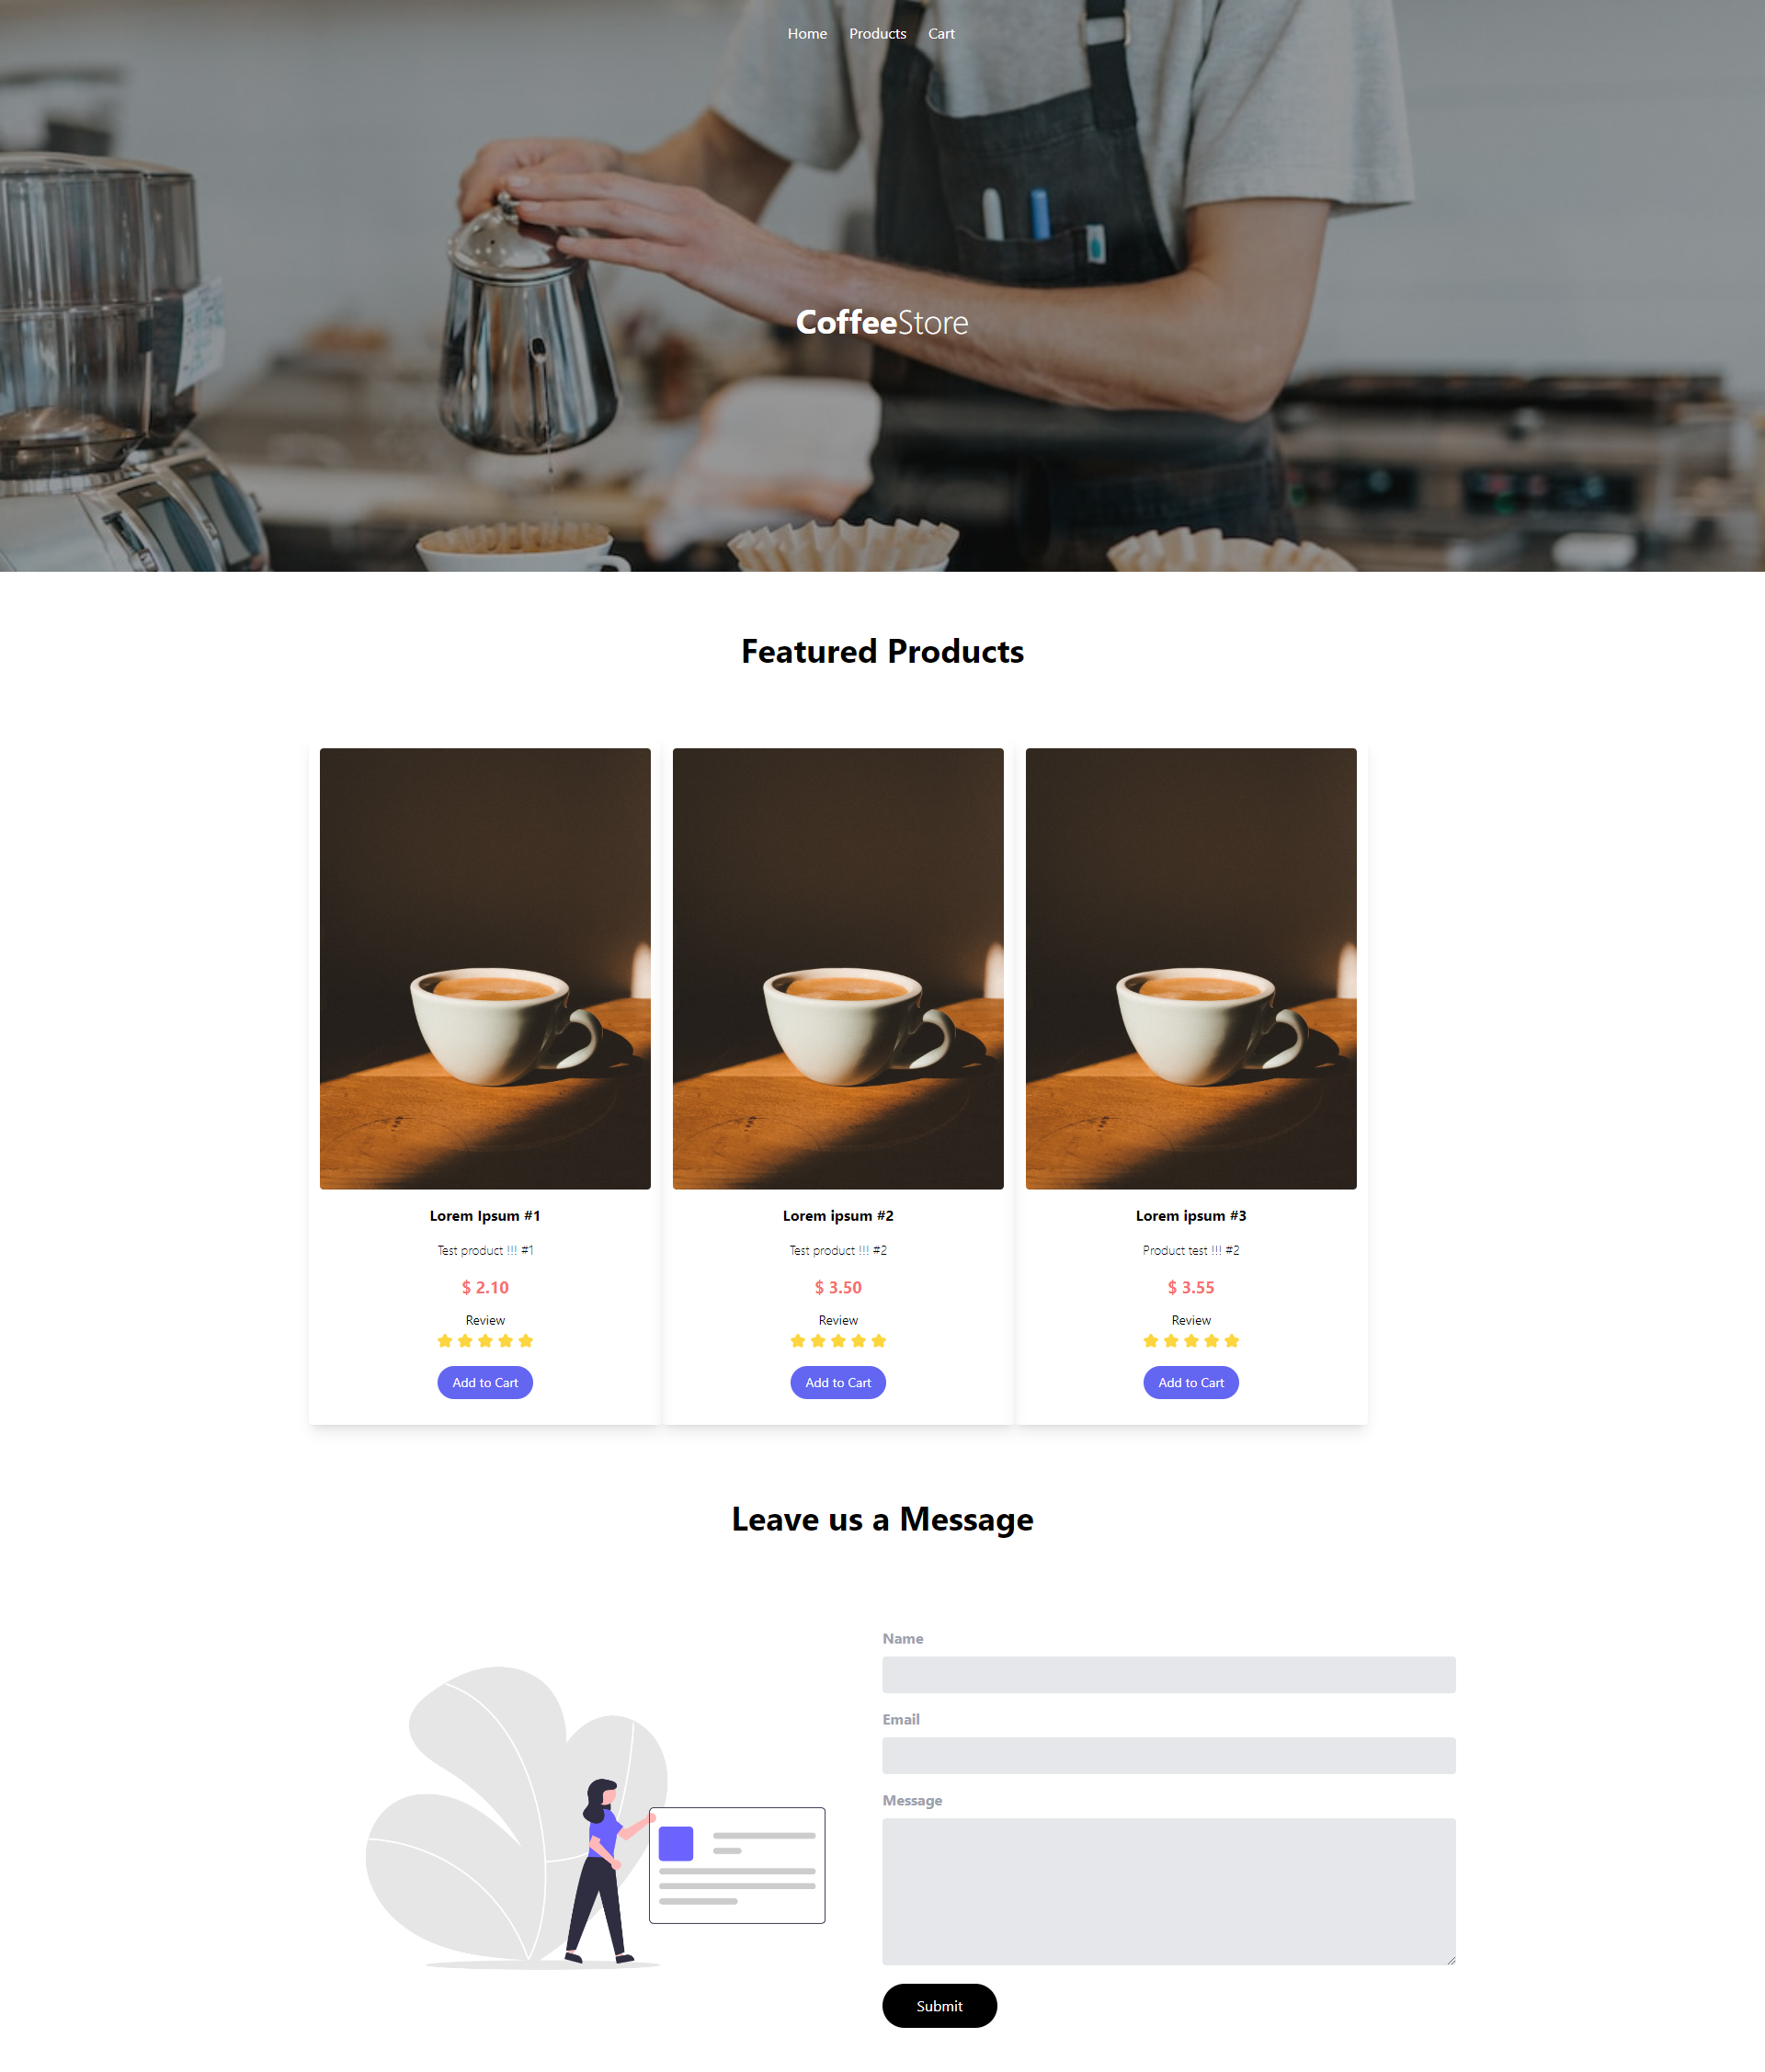 Home Products Cart
CoffeeStore
Featured Products
Lorem Ipsum #1
Test product !!! #1
$ 2.10
Review
Add to Cart
Lorem ipsum #2
Test product !!! #2
$ 3.50
Review
Add to Cart
Lorem ipsum #3
Product test !!! #2
$ 3.55
Review
Add to Cart
Leave us a Message
Name
Email
Message
Submit